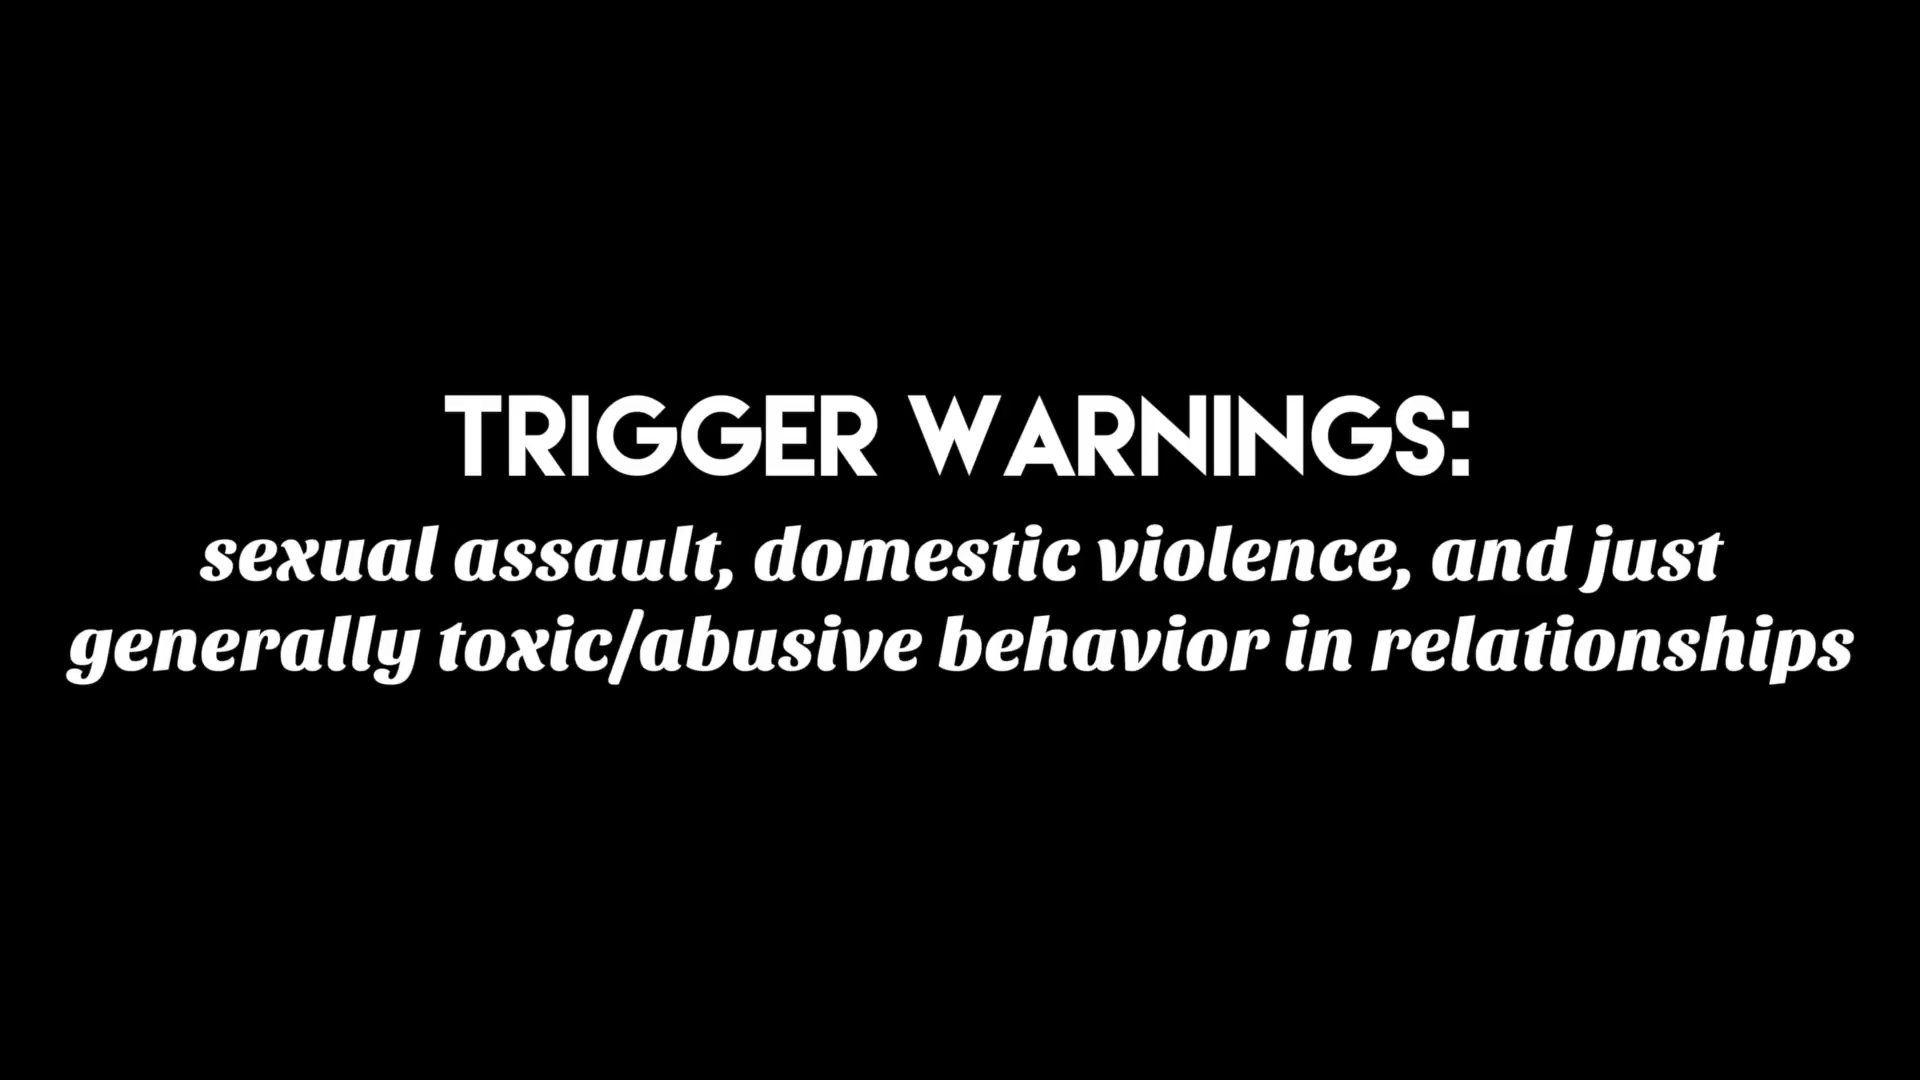 TRIGGER WARNINGS:
sexual assault, domestic violence, and just
generally toxic/abusive behavior in relationships